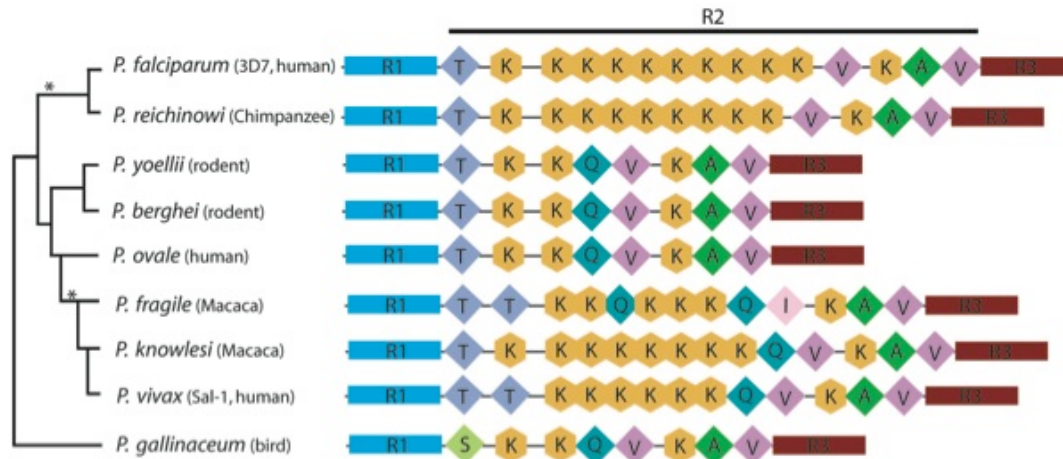 R2
P. falciparum (3D7, human) R1 T K K K K K K K K K K V K A V R3
P. reichinowi (Chimpanzee) R1 T K K K K K K K K K V K A V R3
P. yoellii (rodent) R1 T K K Q V K A V R3
P. berghei (rodent) R1 T K K Q V K A V R3
P. ovale (human) R1 T K K Q V K A V R3
P. fragile (Macaca) R1 T T K K Q K K K Q I K A V R3
P. knowlesi (Macaca) R1 T K K K K K K K K Q V K A V R3
P. vivax (Sal-1, human) R1 T T K K K K K K Q V K A V R3
P. gallinaceum (bird) R1 S K K Q V K A V R3